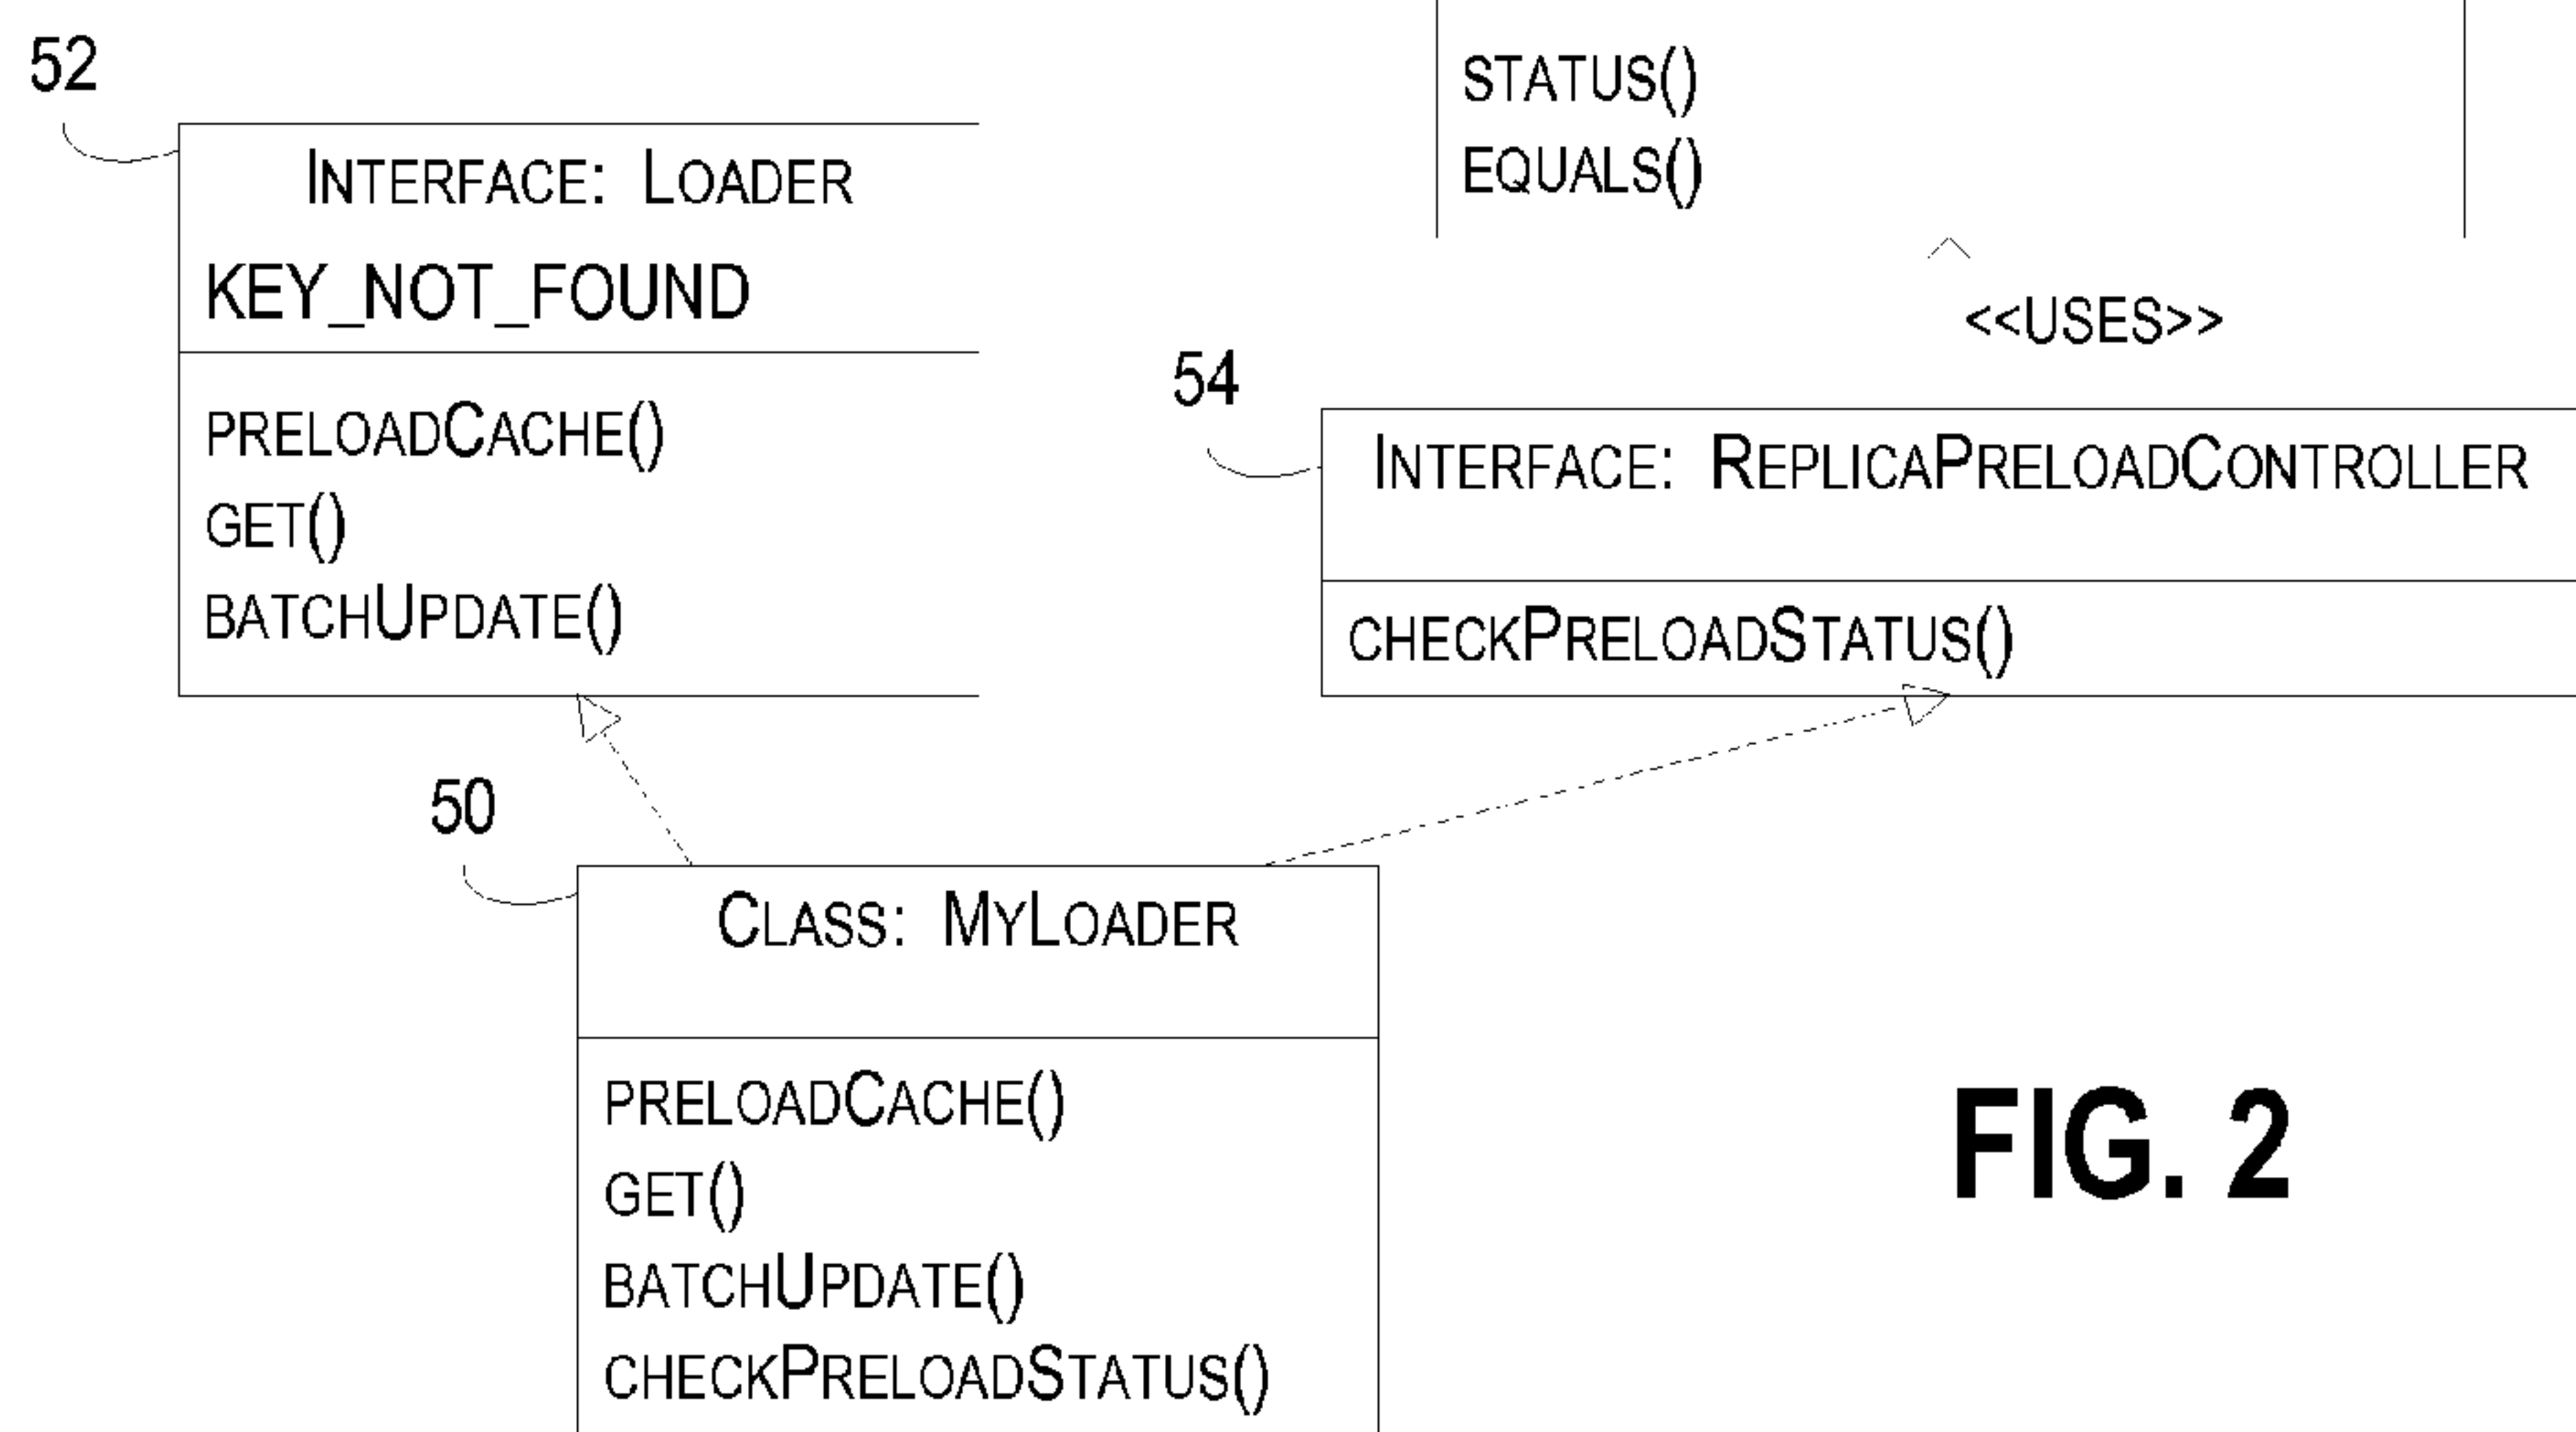 52
Interface: Loader
KEY_NOT_FOUND
preloadCache()
get()
batchUpdate()
status()
equals()
<<uses>>
54
Interface: ReplicaPreloadController
checkPreloadStatus()
50
Class: MyLoader
preloadCache()
get()
batchUpdate()
checkPreloadStatus()
FIG. 2